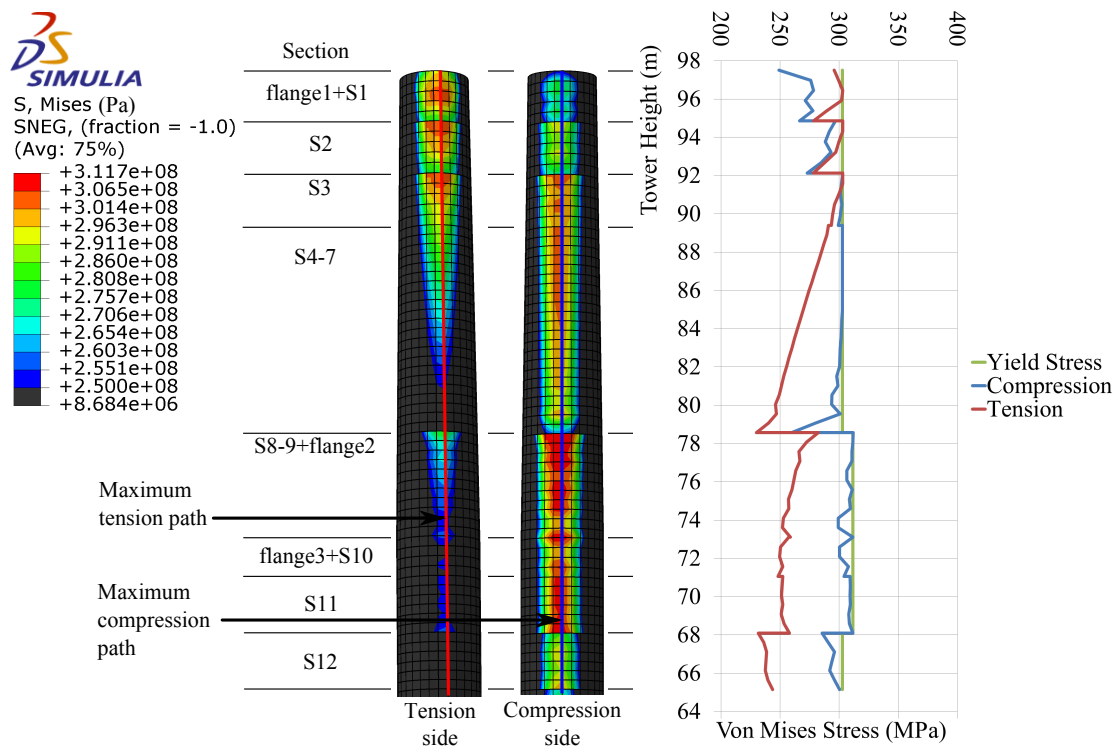 DS
SIMULIA
S, Mises (Pa)
SNEG, (fraction = -1.0)
(Avg: 75%)
+3.117e+08
+3.065e+08
+3.014e+08
+2.963e+08
+2.911e+08
+2.860e+08
+2.808e+08
+2.757e+08
+2.706e+08
+2.654e+08
+2.603e+08
+2.551e+08
+2.500e+08
+8.684e+06
Section
flange1+S1
S2
S3
S4-7
S8-9+flange2
flange3+S10
S11
S12
Maximum
tension path
Maximum
compression
path
Tension
side
Compression
side
200
250
300
350
400
Tower Height (m)
98
96
94
92
90
88
86
84
82
80
78
76
74
72
70
68
66
64
Von Mises Stress (MPa)
Yield Stress
Compression
Tension